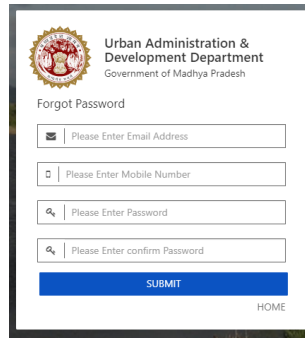 Urban Administration &
Development Department
Government of Madhya Pradesh
Forgot Password
Please Enter Email Address
Please Enter Mobile Number
Please Enter Password
Please Enter confirm Password
SUBMIT
HOME